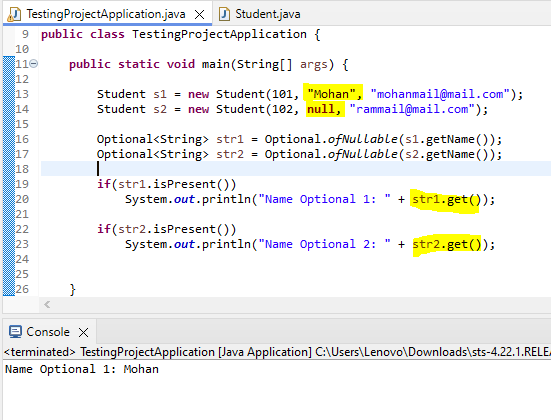 TestingProjectApplication.java Student.java
9 public class TestingProjectApplication {
10
11 public static void main(String[] args) {
12
13 Student s1 = new Student(101, "Mohan", "mohanmail@mail.com");
14 Student s2 = new Student(102, null, "rammail@mail.com");
15
16 Optional<String> str1 = Optional.ofNullable(s1.getName());
17 Optional<String> str2 = Optional.ofNullable(s2.getName());
18
19 if(str1.isPresent())
20 System.out.println("Name Optional 1: " + str1.get());
21
22 if(str2.isPresent())
23 System.out.println("Name Optional 2: " + str2.get());
24
25
26 }
Console
<terminated> TestingProjectApplication [Java Application] C:\Users\Lenovo\Downloads\sts-4.22.1.RELEA
Name Optional 1: Mohan